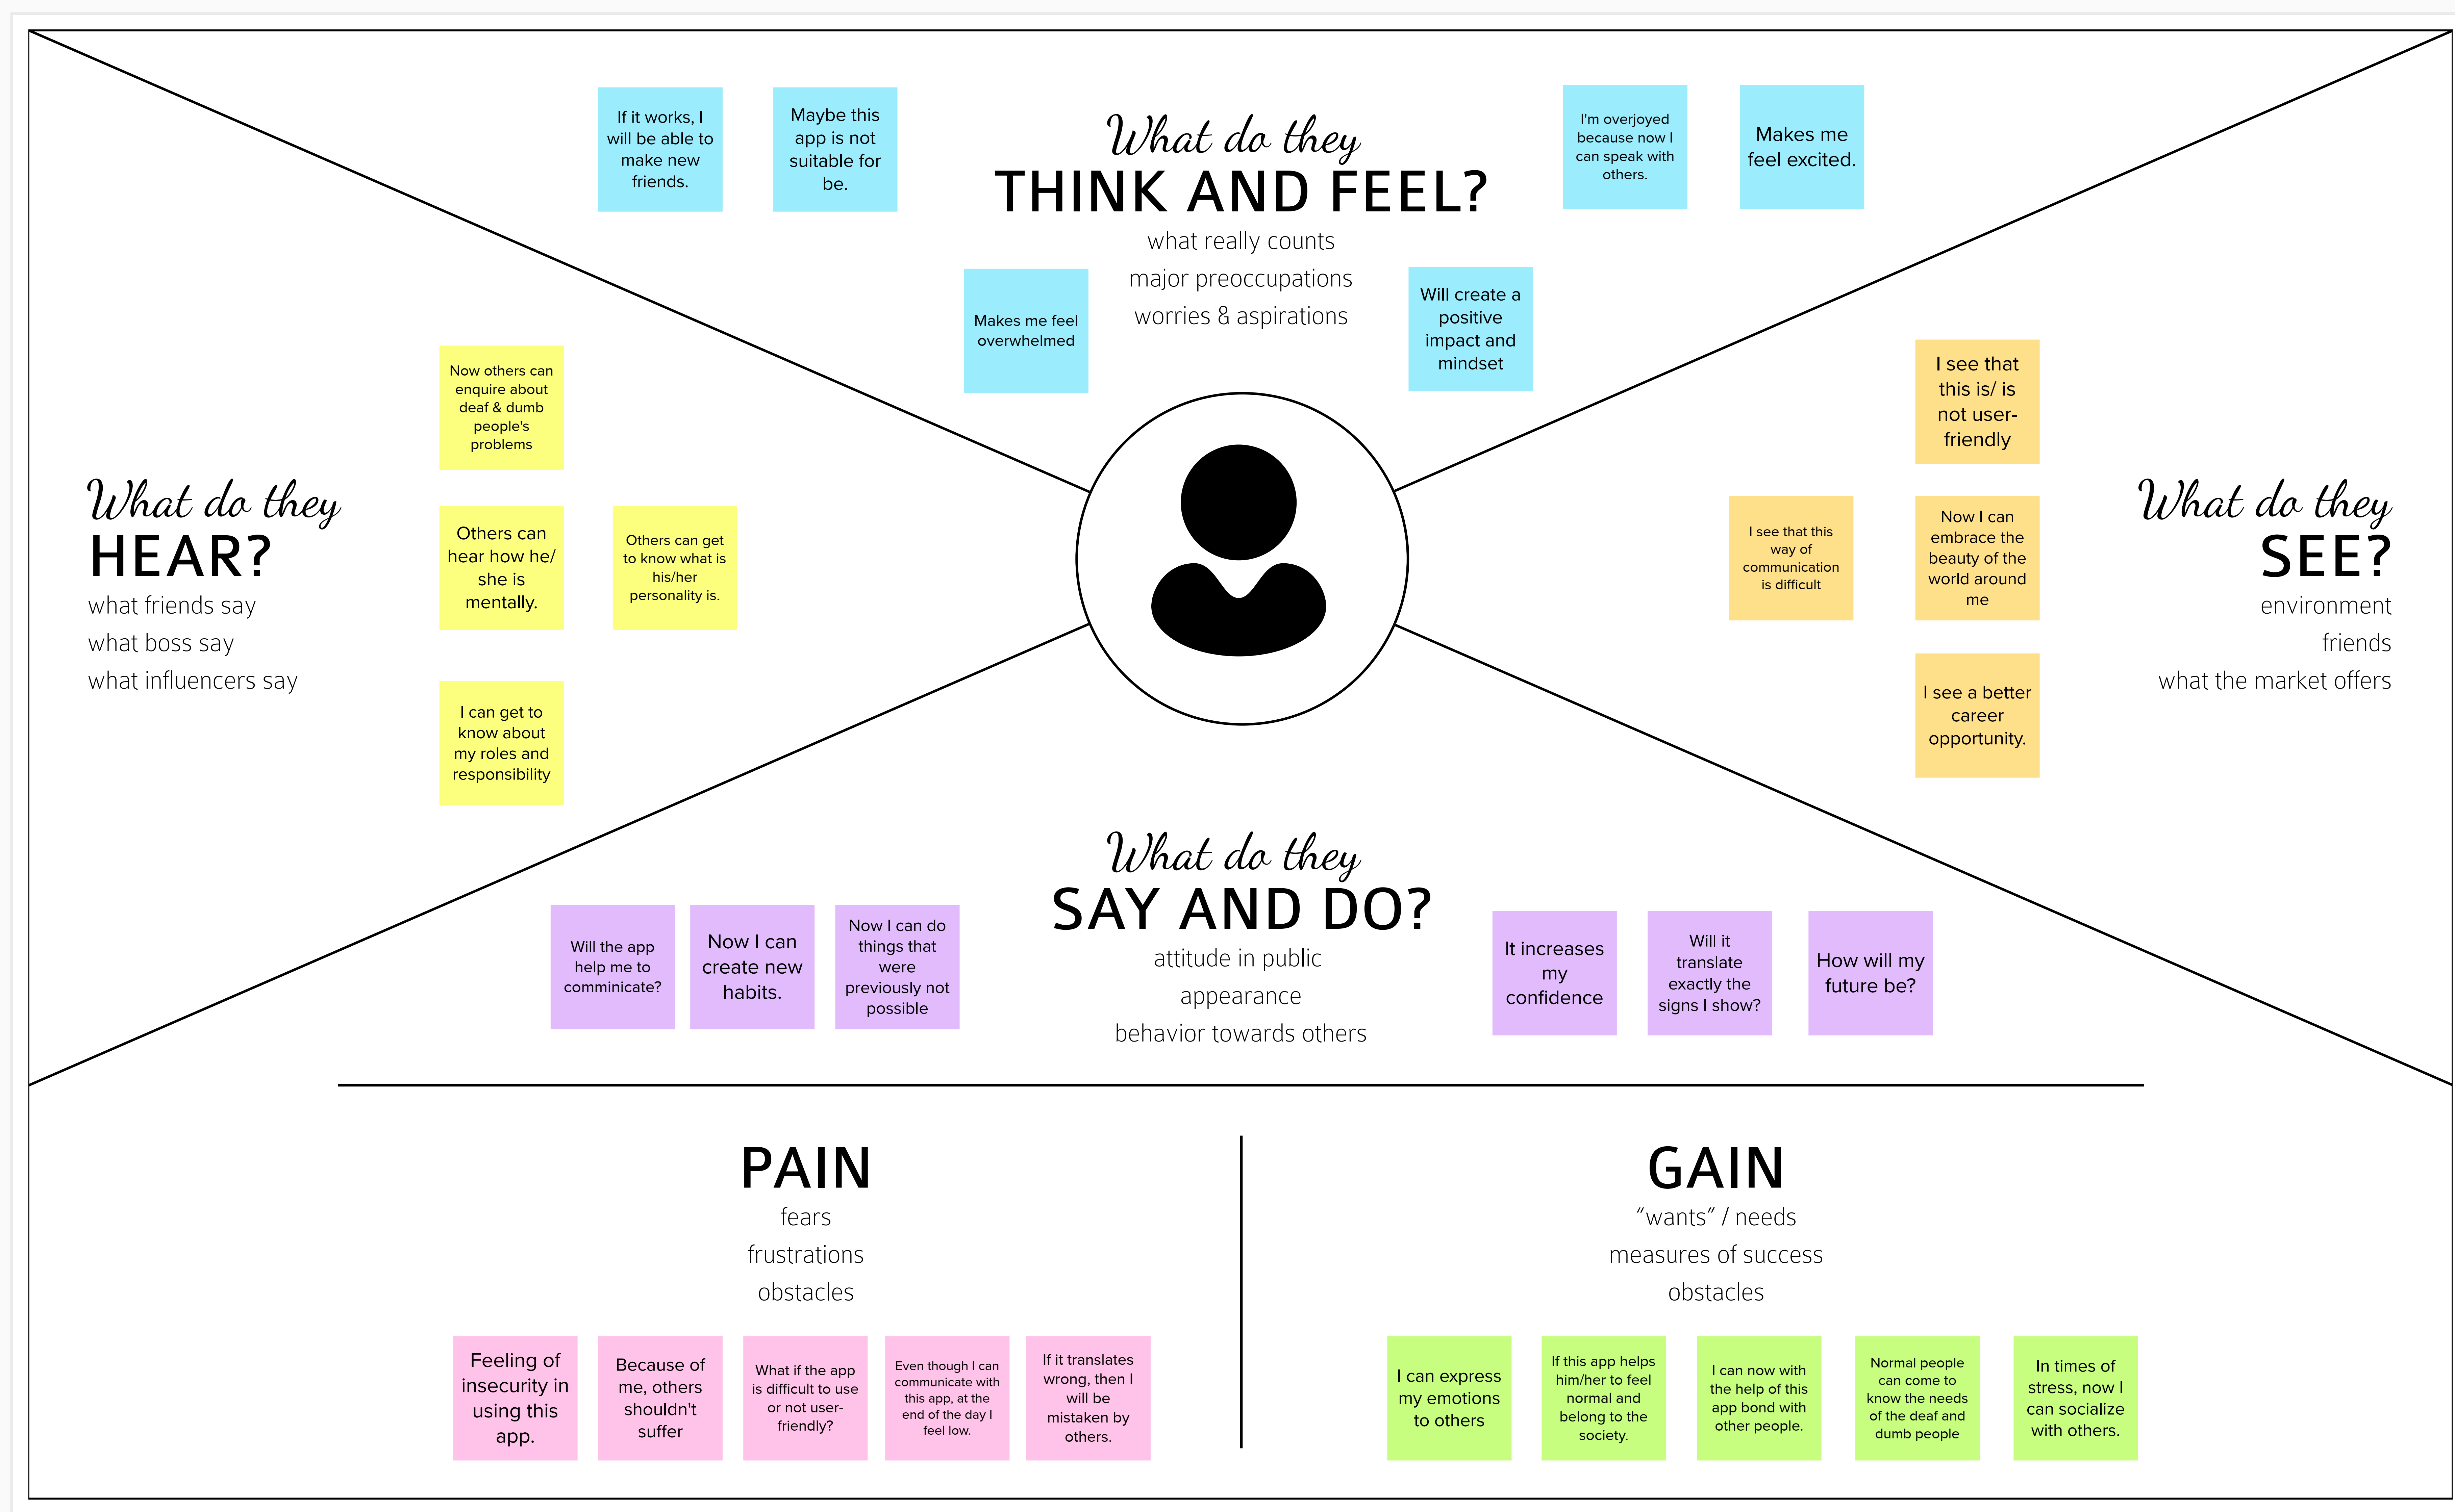 If it works, I
will be able to
make new
friends.
Maybe this
app is not
suitable for
be.
What do they
THINK AND FEEL?
what really counts
major preoccupations
worries & aspirations
I'm overjoyed
because now I
can speak with
others.
Makes me
feel excited.
Makes me feel
overwhelmed
Will create a
positive
impact and
mindset
What do they
HEAR?
what friends say
what boss say
what influencers say
Now others can
enquire about
deaf & dumb
people's
problems
Others can
hear how he/
she is
mentally.
Others can get
to know what is
his/her
personality is.
I can get to
know about
my roles and
responsibility
I see that
this is/ is
not user-
friendly
I see that this
way of
communication
is difficult
Now I can
embrace the
beauty of the
world around
me
I see a better
career
opportunity.
What do they
SEE?
environment
friends
what the market offers
What do they
SAY AND DO?
attitude in public
appearance
behavior towards others
Will the app
help me to
comminicate?
Now I can
create new
habits.
Now I can do
things that
were
previously not
possible
It increases
my
confidence
Will it
translate
exactly the
signs I show?
How will my
future be?
PAIN
fears
frustrations
obstacles
Feeling of
insecurity in
using this
app.
Because of
me, others
shouldn't
suffer
What if the app
is difficult to use
or not user-
friendly?
Even though I can
communicate with
this app, at the
end of the day I
feel low.
If it translates
wrong, then I
will be
mistaken by
others.
GAIN
“wants” / needs
measures of success
obstacles
I can express
my emotions
to others
If this app helps
him/her to feel
normal and
belong to the
society.
I can now with
the help of this
app bond with
other people.
Normal people
can come to
know the needs
of the deaf and
dumb people
In times of
stress, now I
can socialize
with others.